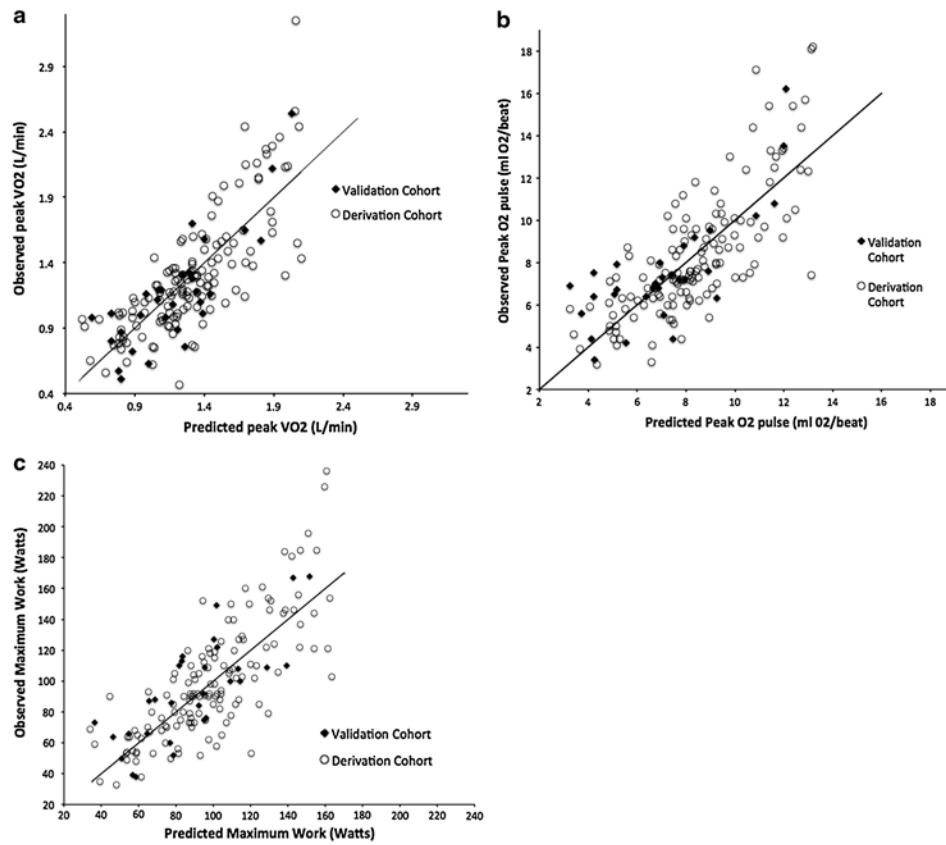 a
2.9
2.4
1.9
1.4
0.9
0.4
Observed peak VO2 (L/min)
Validation Cohort
Derivation Cohort
0.4 0.9 1.4 1.9 2.4 2.9
Predicted peak VO2 (L/min)
b
18
16
14
12
10
8
6
4
2
Observed Peak O2 pulse (ml O2/beat)
Validation
Cohort
Derivation
Cohort
2 4 6 8 10 12 14 16 18
Predicted Peak O2 pulse (ml 02/beat)
c
240
220
200
180
160
140
120
100
80
60
40
20
Observed Maximum Work (Watts)
Validation Cohort
Derivation Cohort
20 40 60 80 100 120 140 160 180 200 220 240
Predicted Maximum Work (Watts)